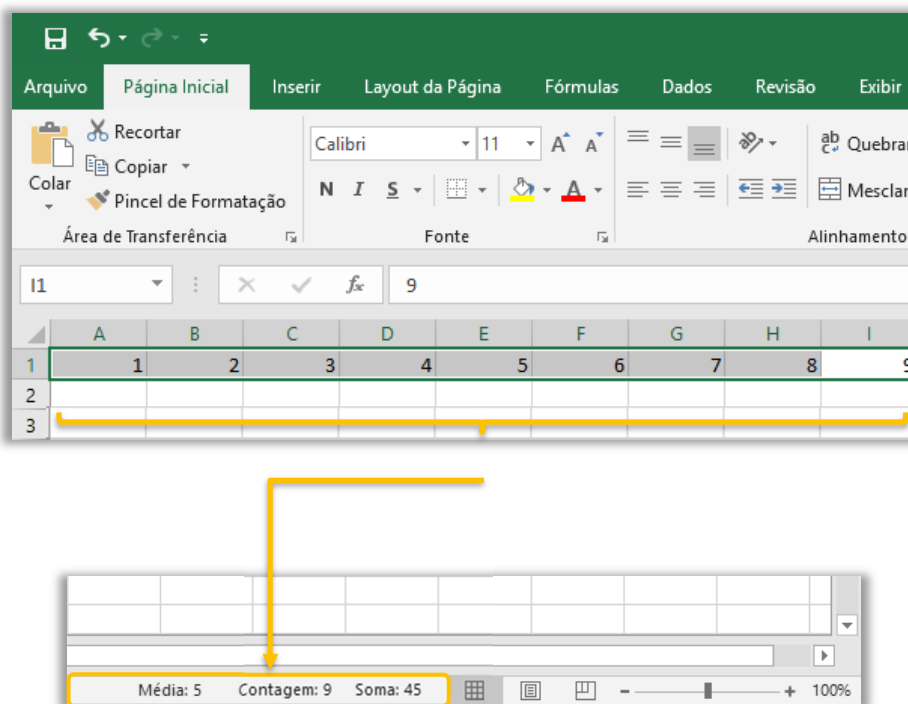 Arquivo Página Inicial Inserir Layout da Página Fórmulas Dados Revisão Exibir
Recortar
Copiar
Pincel de Formatação
Colar
Área de Transferência
Calibri 11 A A
N I S A
Fonte
ab Quebrar
Mesclar
Alinhamento
I1 fx 9
A B C D E F G H I
1 1 2 3 4 5 6 7 8 9
2
3
Média: 5 Contagem: 9 Soma: 45 - + 100%